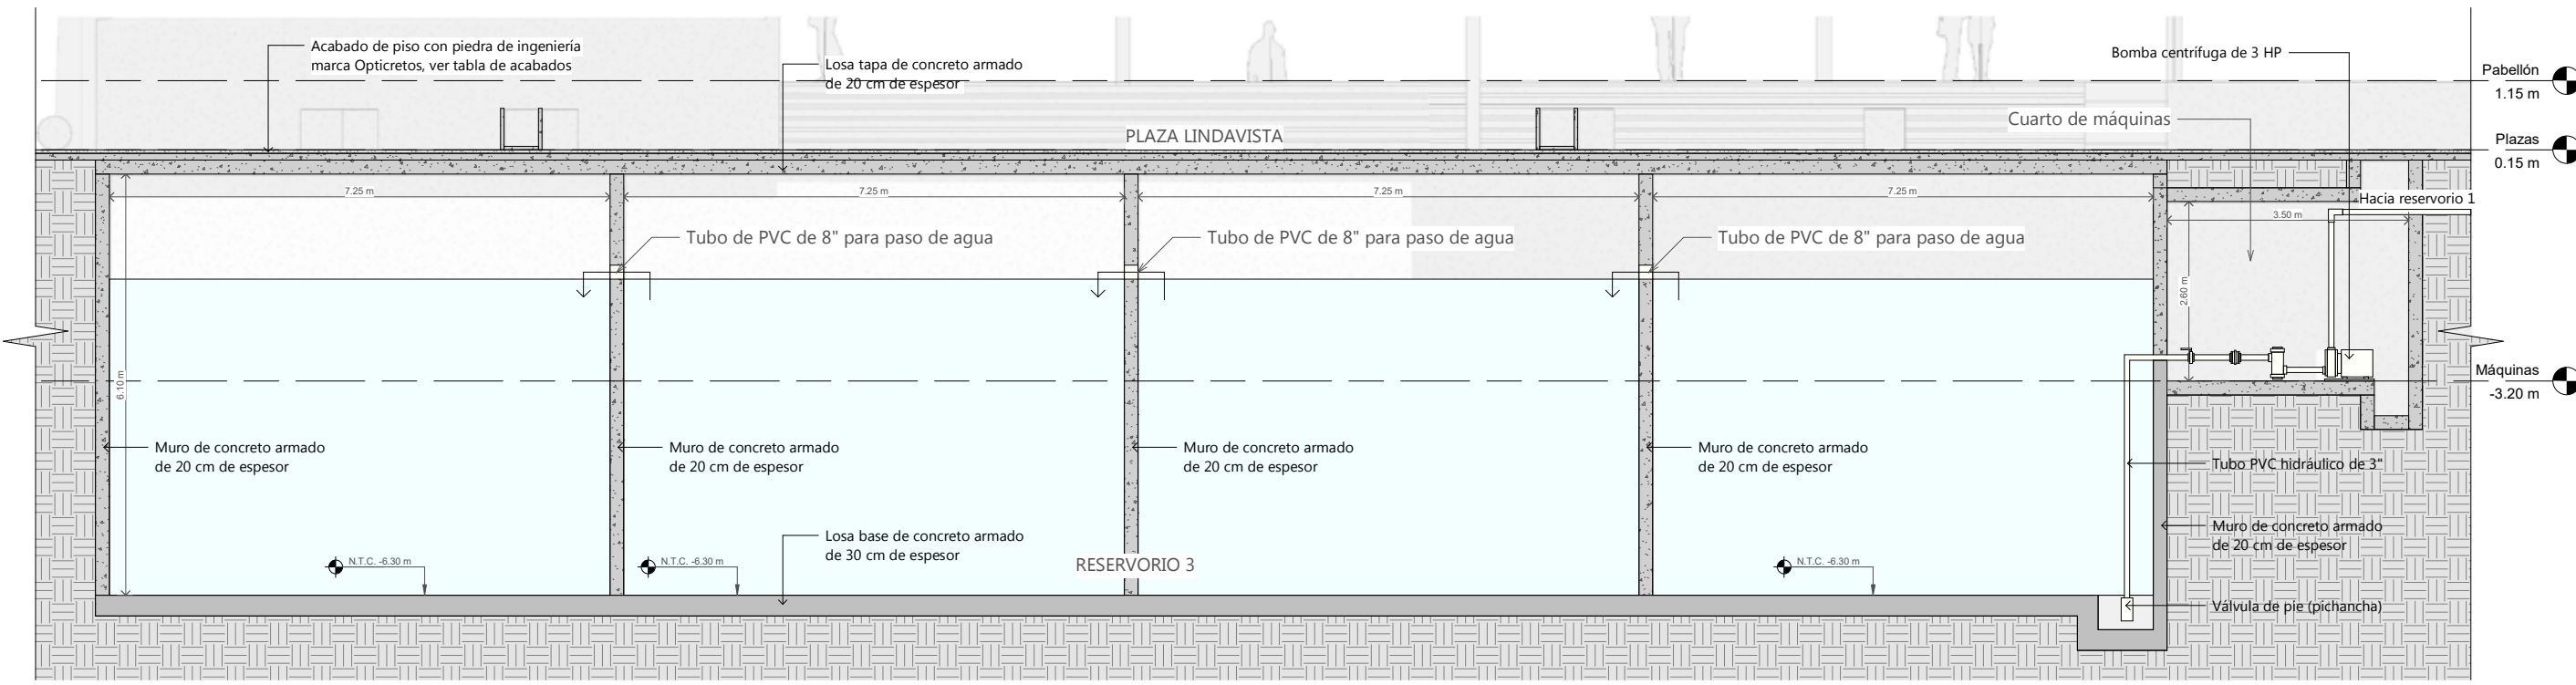 Acabado de piso con piedra de ingeniería
marca Opticretos, ver tabla de acabados
Losa tapa de concreto armado
de 20 cm de espesor
Bomba centrífuga de 3 HP
Pabellón
1.15 m
Cuarto de máquinas
PLAZA LINDAVISTA
Plazas
0.15 m
7.25 m
7.25 m
7.25 m
7.25 m
Hacia reservorio 1
3.50 m
Tubo de PVC de 8" para paso de agua
Tubo de PVC de 8" para paso de agua
Tubo de PVC de 8" para paso de agua
2.60 m
6.10 m
Máquinas
-3.20 m
Muro de concreto armado
de 20 cm de espesor
Muro de concreto armado
de 20 cm de espesor
Muro de concreto armado
de 20 cm de espesor
Muro de concreto armado
de 20 cm de espesor
Tubo PVC hidráulico de 3"
Losa base de concreto armado
de 30 cm de espesor
Muro de concreto armado
de 20 cm de espesor
N.T.C. -6.30 m
N.T.C. -6.30 m
RESERVORIO 3
N.T.C. -6.30 m
Válvula de pie (pichancha)